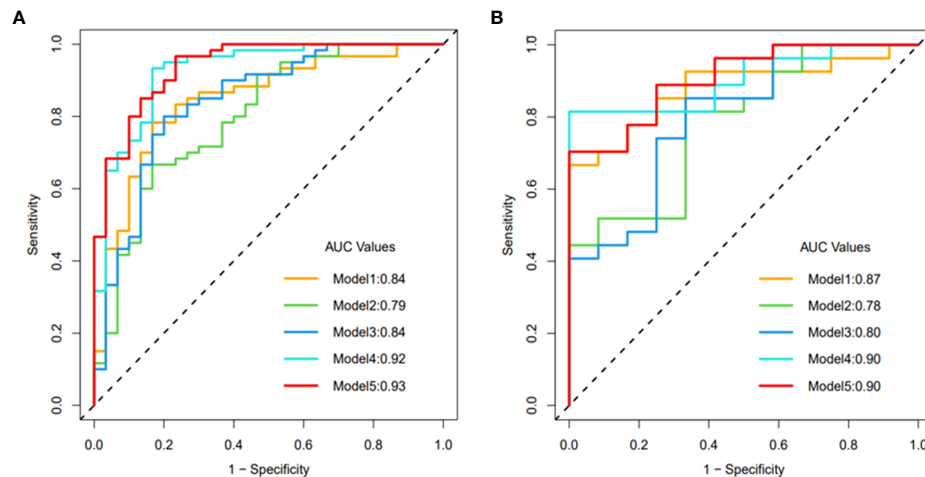 A
1.0
0.8
0.6
0.4
0.2
0.0
Sensitivity
AUC Values
Model1:0.84
Model2:0.79
Model3:0.84
Model4:0.92
Model5:0.93
0.0 0.2 0.4 0.6 0.8 1.0
1 − Specificity
B
1.0
0.8
0.6
0.4
0.2
0.0
Sensitivity
AUC Values
Model1:0.87
Model2:0.78
Model3:0.80
Model4:0.90
Model5:0.90
0.0 0.2 0.4 0.6 0.8 1.0
1 − Specificity